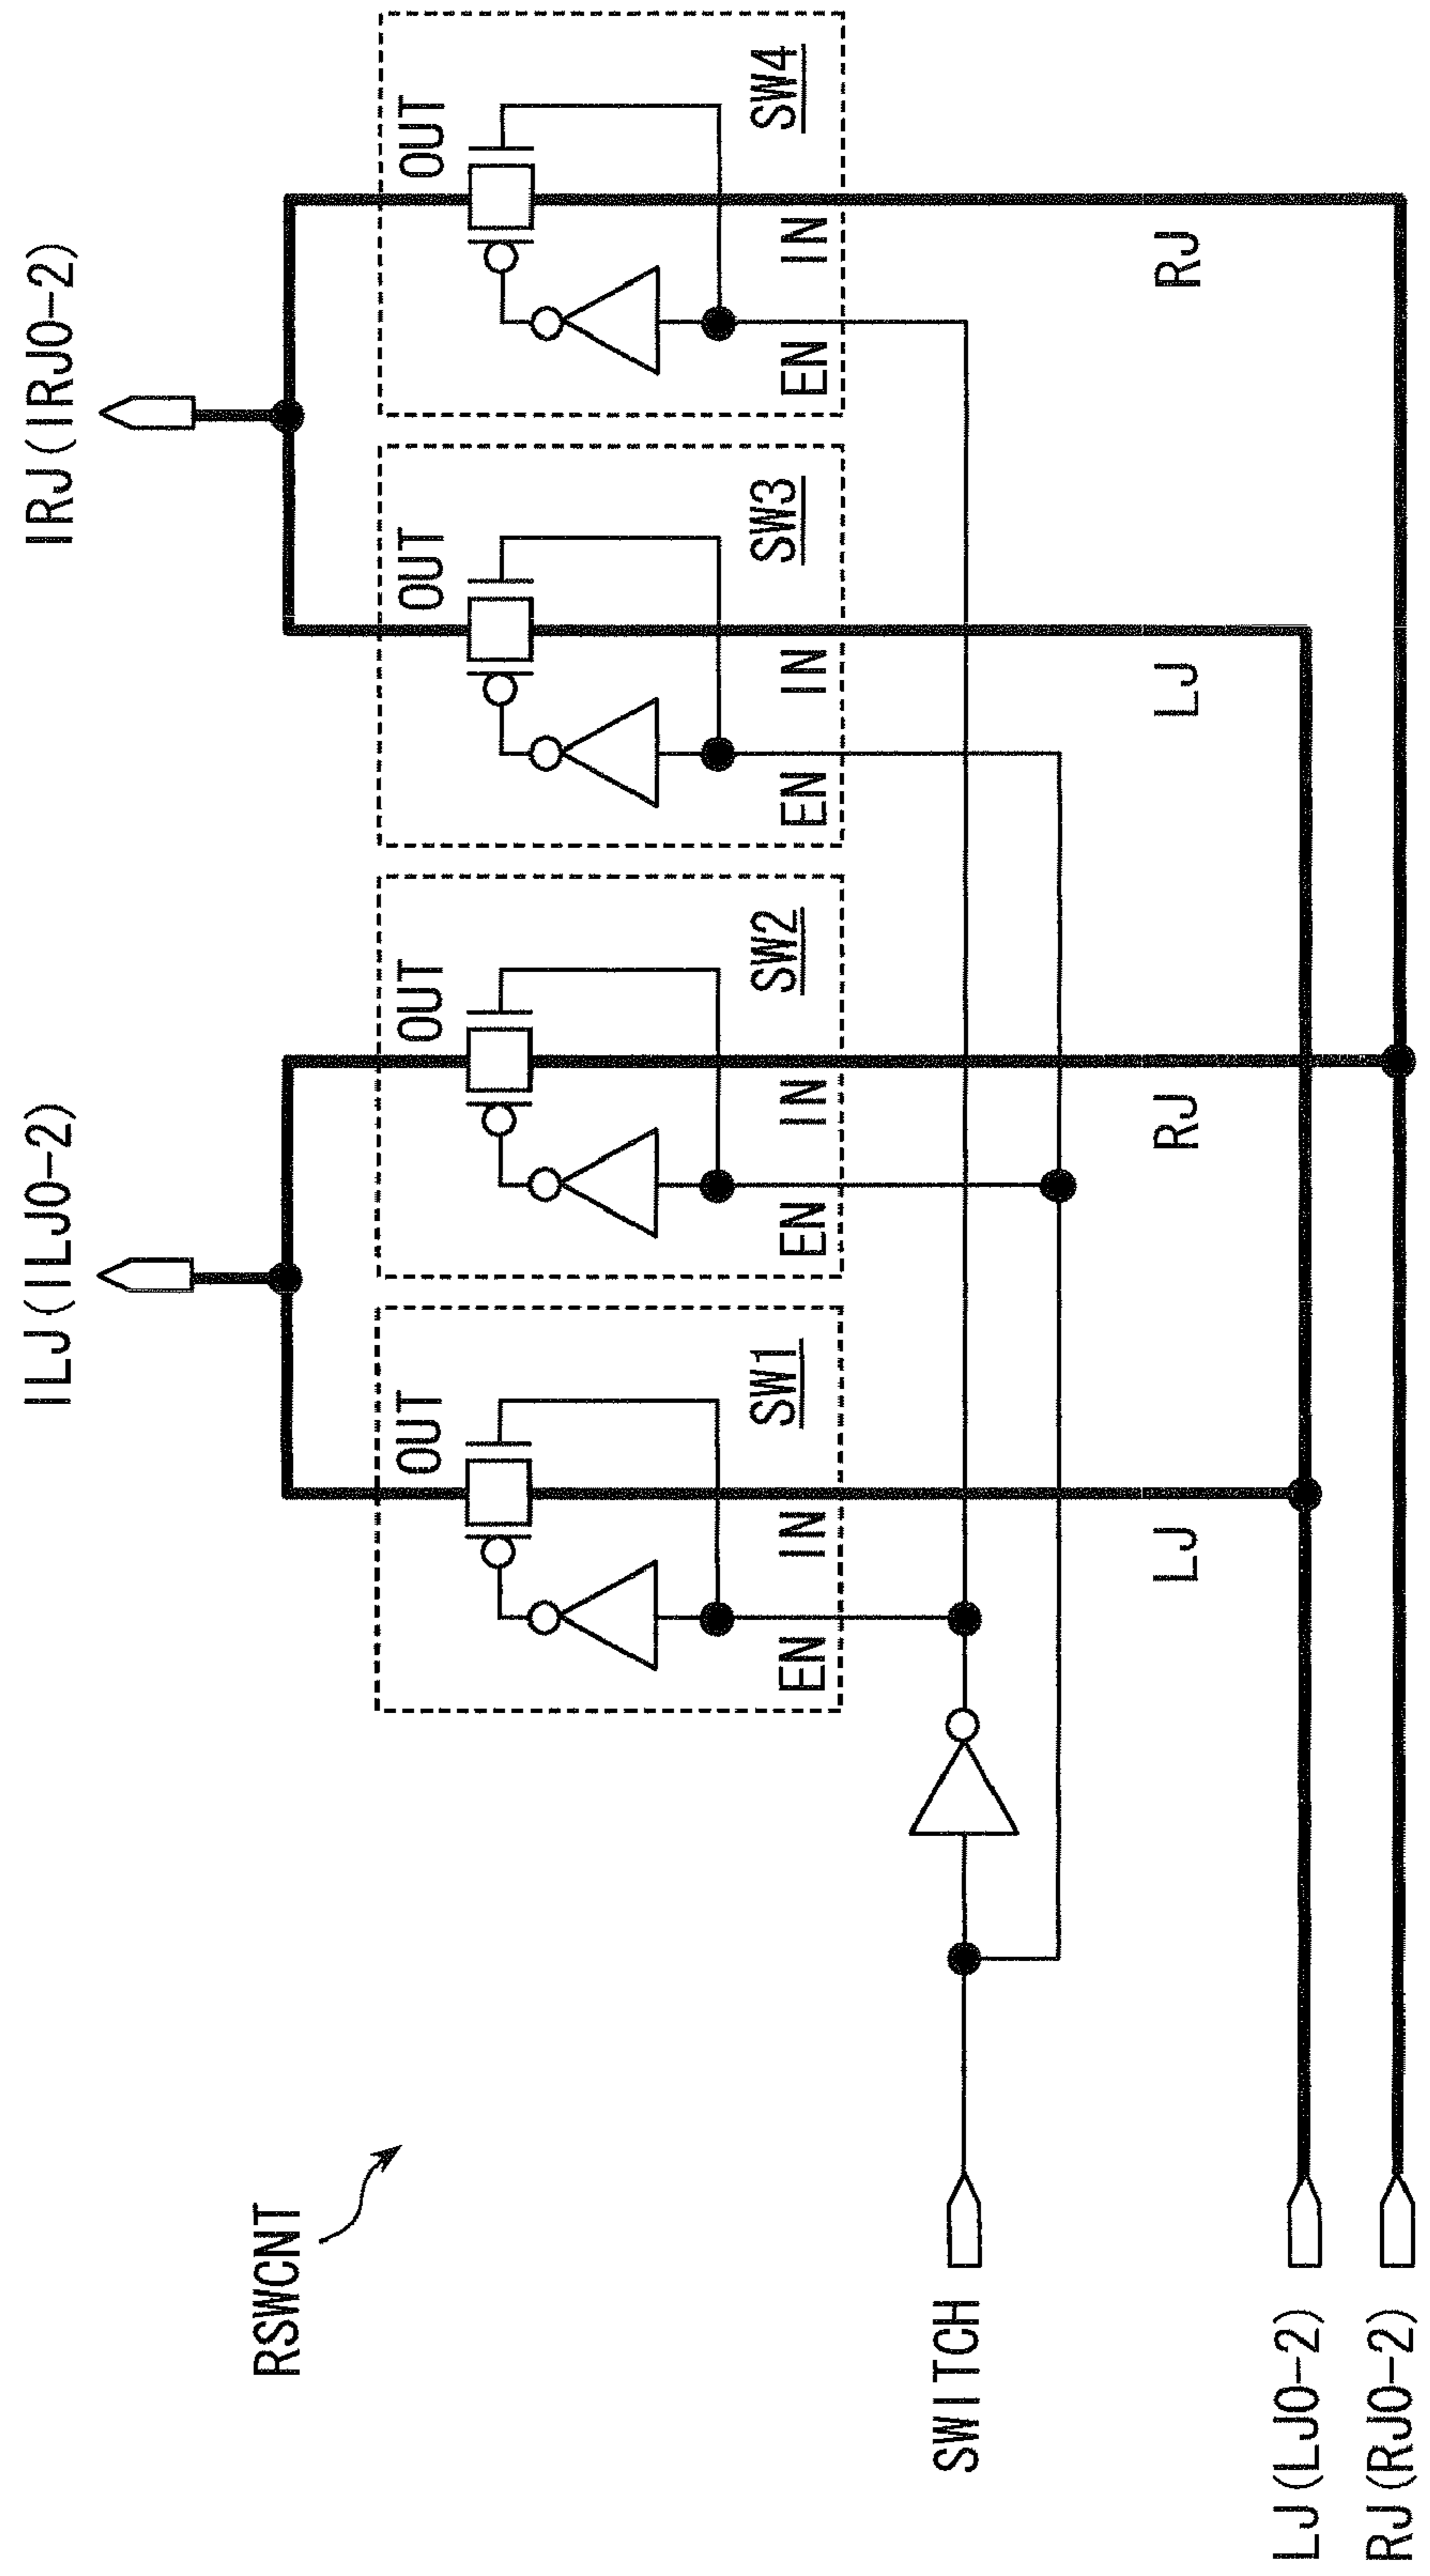 RSWCNT
ILJ(ILJ0-2)
IRJ(IRJ0-2)
OUT
OUT
OUT
OUT
SW1
SW2
SW3
SW4
EN
IN
EN
IN
EN
IN
EN
IN
SWITCH
LJ
RJ
LJ
RJ
LJ(LJ0-2)
RJ(RJ0-2)